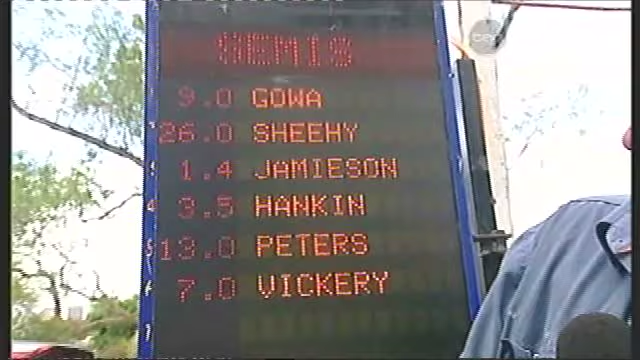 SEMIS
9.0 GOWA
26.0 SHEEHY
1.4 JAMIESON
3.5 HANKIN
13.0 PETERS
7.0 VICKERY